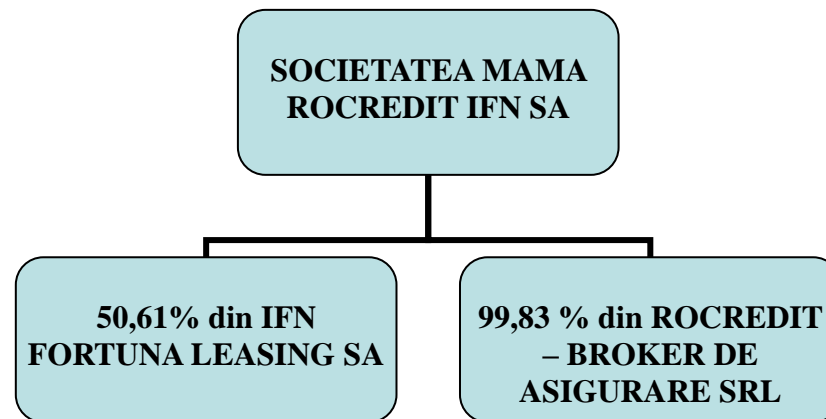 SOCIETATEA MAMA
ROCREDIT IFN SA
50,61% din IFN
FORTUNA LEASING SA
99,83 % din ROCREDIT
– BROKER DE
ASIGURARE SRL